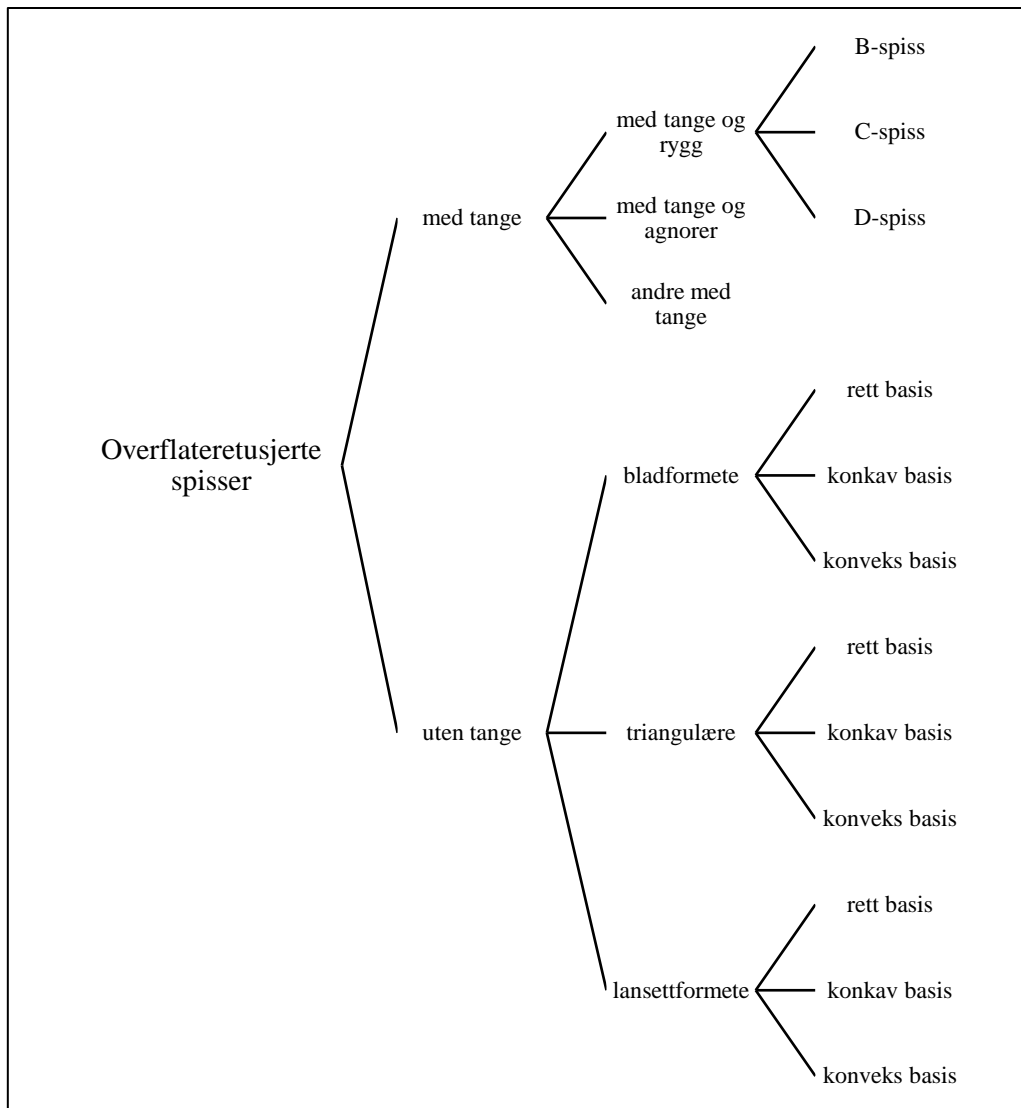 B-spiss
med tange og
rygg
C-spiss
med tange
med tange og
agnorer
D-spiss
andre med
tange
rett basis
Overflateretusjerte
spisser
bladformete
konkav basis
konveks basis
rett basis
uten tange
triangulære
konkav basis
konveks basis
rett basis
lansettformete
konkav basis
konveks basis